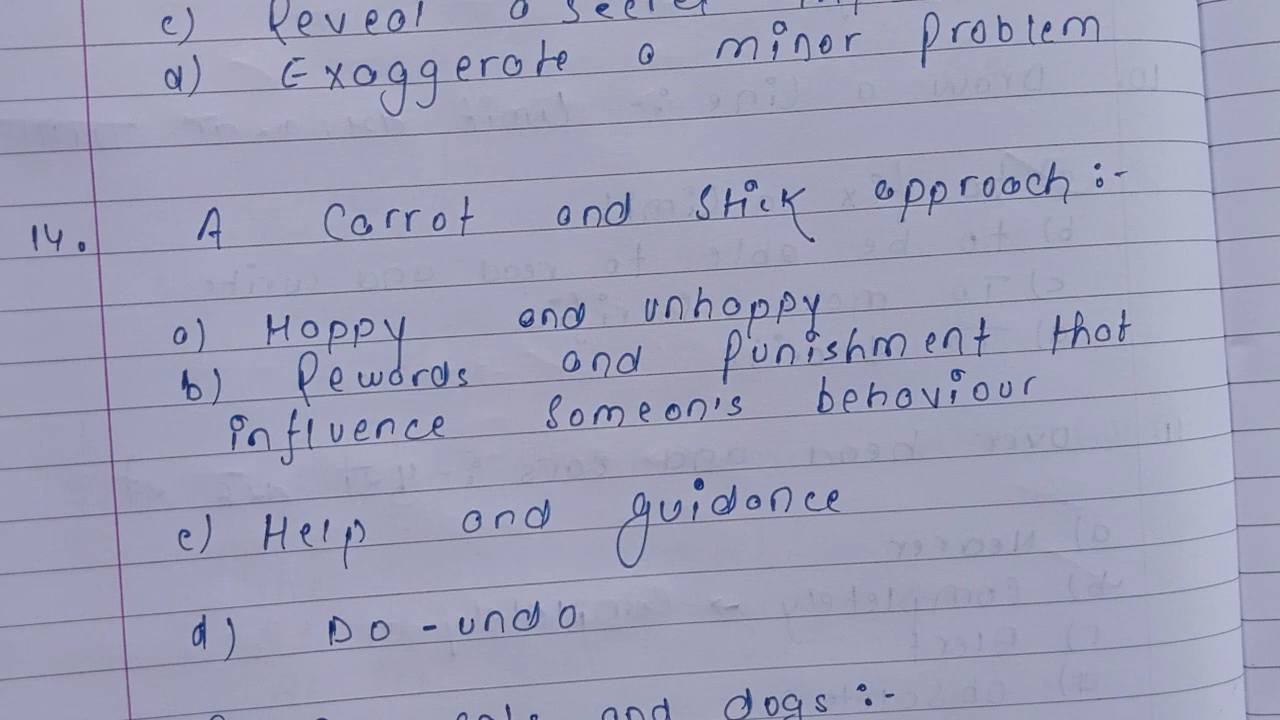 c) Reveal a secret
d) Exaggerate a minor problem
14. A Carrot and Stick approach :-
a) Happy and unhappy
b) Rewards and Punishment that
influence Someon's behaviour
c) Help and guidance
d) DO - undo
and dogs :-